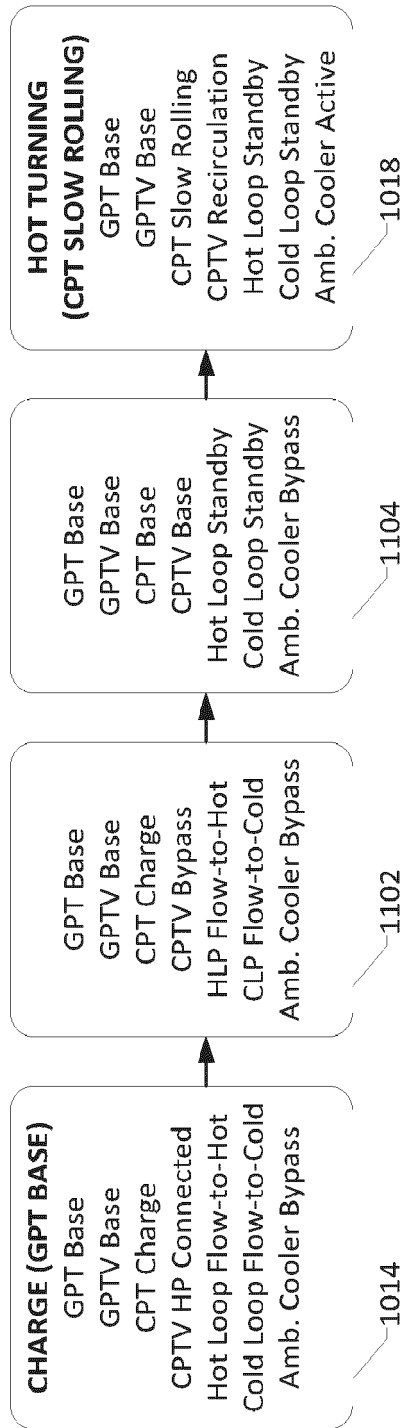 CHARGE (GPT BASE)
GPT Base
GPTV Base
CPT Charge
CPTV HP Connected
Hot Loop Flow-to-Hot
Cold Loop Flow-to-Cold
Amb. Cooler Bypass
1014
GPT Base
GPTV Base
CPT Charge
CPTV Bypass
HLP Flow-to-Hot
CLP Flow-to-Cold
Amb. Cooler Bypass
1102
GPT Base
GPTV Base
CPT Base
CPTV Base
Hot Loop Standby
Cold Loop Standby
Amb. Cooler Bypass
1104
HOT TURNING
(CPT SLOW ROLLING)
GPT Base
GPTV Base
CPT Slow Rolling
CPTV Recirculation
Hot Loop Standby
Cold Loop Standby
Amb. Cooler Active
1018